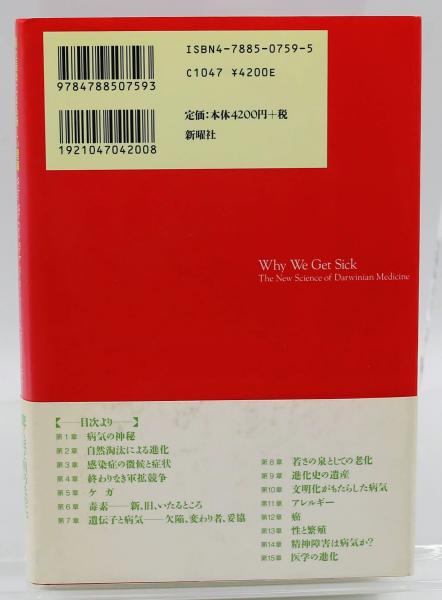 ISBN4-7885-0759-5
C1047 ¥4200E
9784788507593
定価:本体4200円+税
新曜社
1921047042008
Why We Get Sick
The New Science of Darwinian Medicine
【――目次より――】
第1章 病気の神秘
第2章 自然淘汰による進化
第3章 感染症の徴候と症状
第4章 終わりなき軍拡競争
第5章 ケガ
第6章 毒素――新、旧、いたるところ
第7章 遺伝子と病気――欠陥、変わり者、妥協
第8章 若さの泉としての老化
第9章 進化史の遺産
第10章 文明化がもたらした病気
第11章 アレルギー
第12章 癌
第13章 性と繁殖
第14章 精神障害は病気か?
第15章 医学の進化